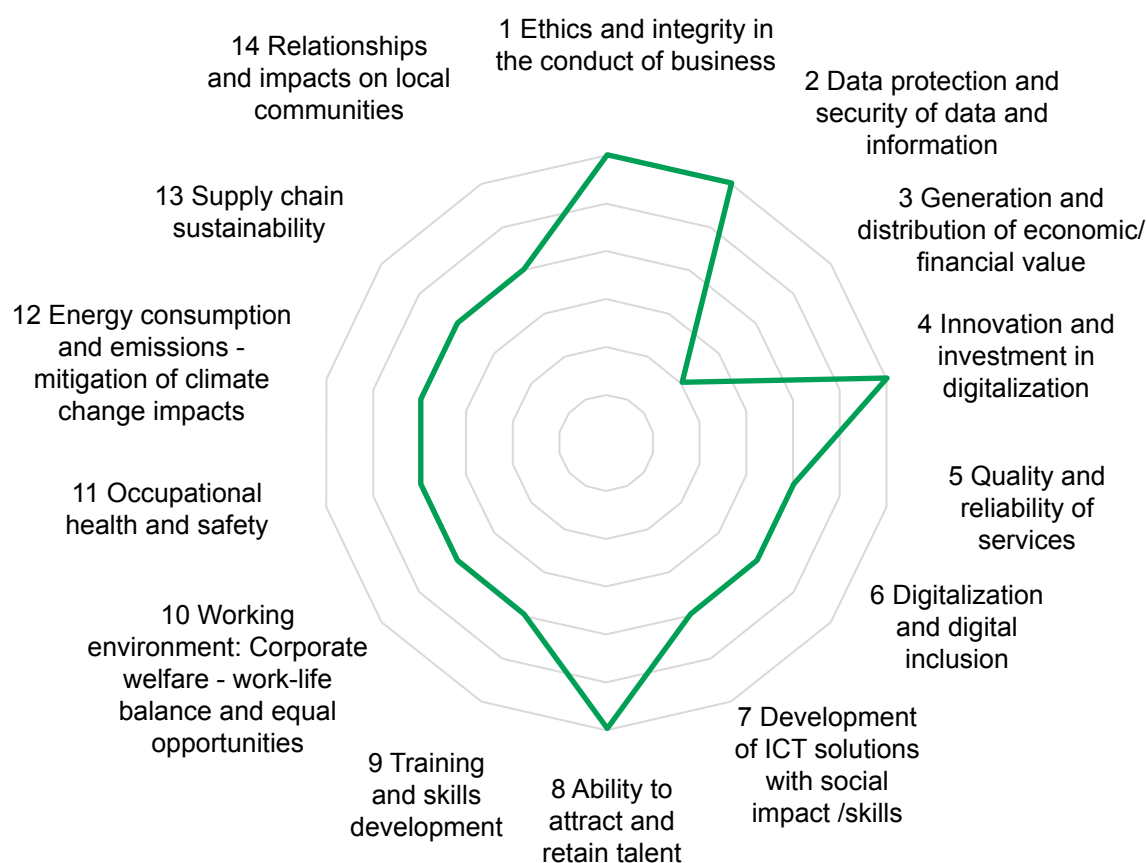 1 Ethics and integrity in
the conduct of business
2 Data protection and
security of data and
information
3 Generation and
distribution of economic/
financial value
4 Innovation and
investment in
digitalization
5 Quality and
reliability of
services
6 Digitalization
and digital
inclusion
7 Development
of ICT solutions
with social
impact /skills
8 Ability to
attract and
retain talent
9 Training
and skills
development
10 Working
environment: Corporate
welfare - work-life
balance and equal
opportunities
11 Occupational
health and safety
12 Energy consumption
and emissions -
mitigation of climate
change impacts
13 Supply chain
sustainability
14 Relationships
and impacts on local
communities